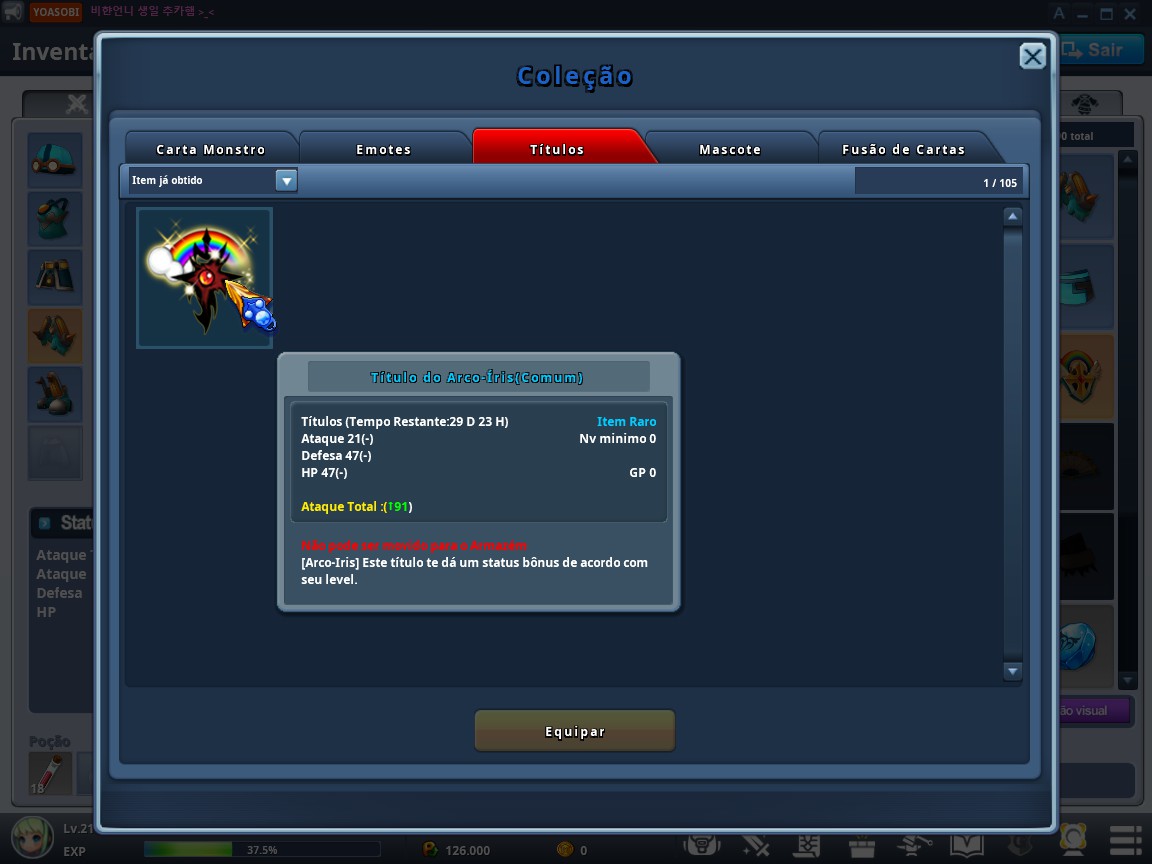 YOASOBI 비한언니 생일 추카햄 >_<
A
Inventa
Sair
Coleção
Carta Monstro
Emotes
Títulos
Mascote
Fusão de Cartas
0 total
Item já obtido
1 / 105
Título do Arco-Íris(Comum)
Títulos (Tempo Restante:29 D 23 H) Item Raro
Ataque 21(-) Nv minimo 0
Defesa 47(-)
HP 47(-) GP 0
Ataque Total :(↑91)
Não pode ser movido para o Armazém
[Arco-Iris] Este título te dá um status bônus de acordo com
seu level.
Stat
Ataque T
Ataque
Defesa
HP
ão visual
Equipar
Poção
18
Lv.21
EXP
37.5%
126.000
0